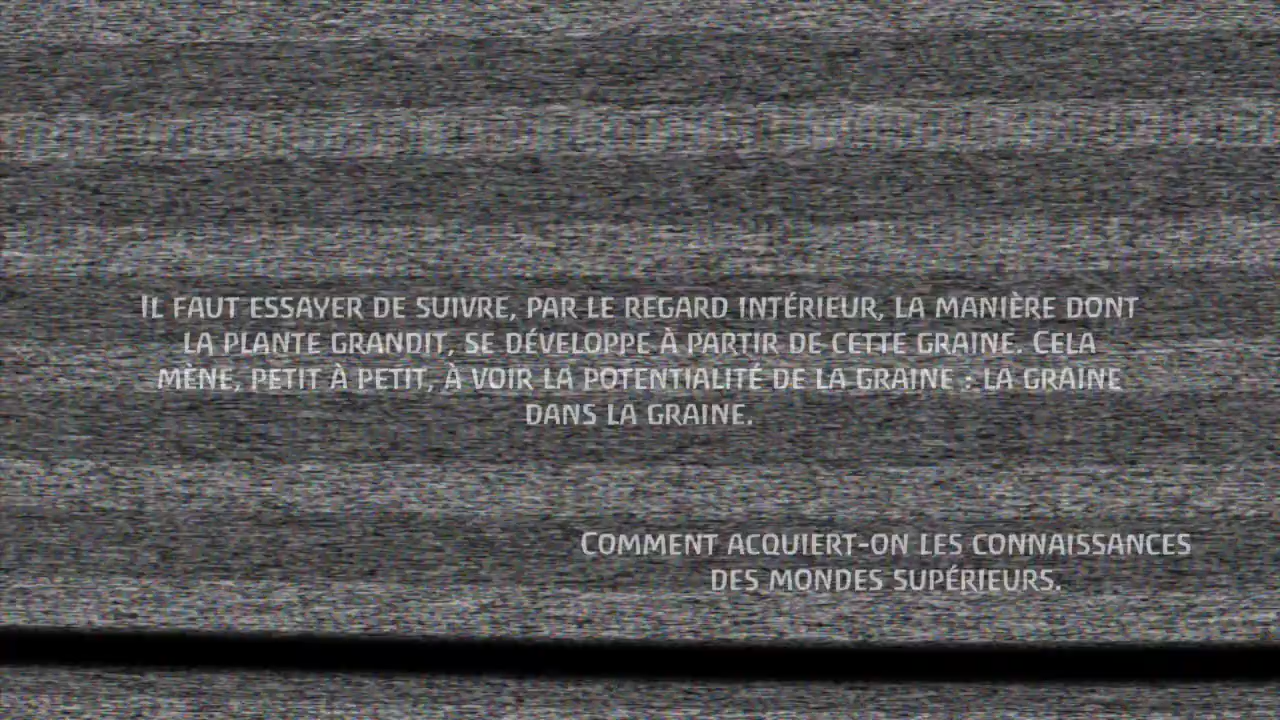 Il faut essayer de suivre, par le regard intérieur, la manière dont
la plante grandit, se développe à partir de cette graine. Cela
mène, petit à petit, à voir la potentialité de la graine : la graine
dans la graine.
Comment acquiert-on les connaissances
des mondes supérieurs.